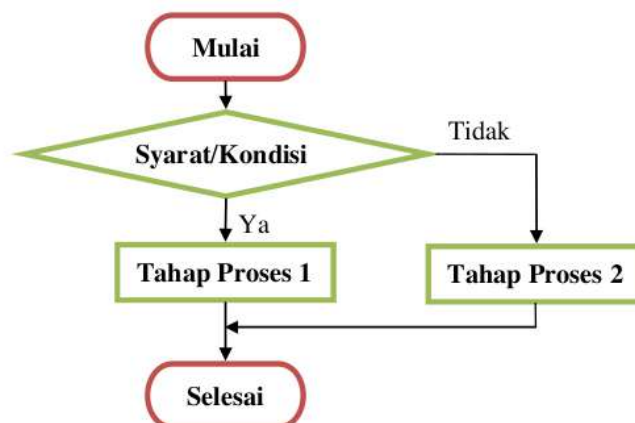 Mulai
Syarat/Kondisi
Tidak
Ya
Tahap Proses 1
Tahap Proses 2
Selesai